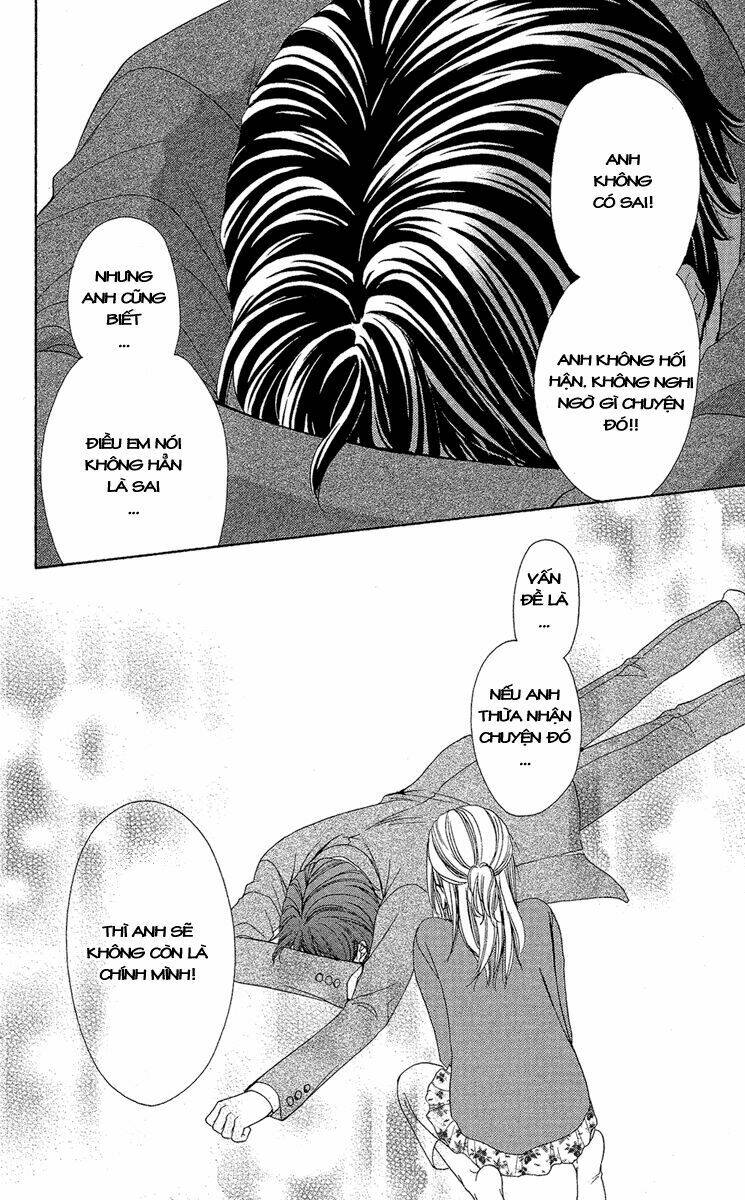 ANH
KHÔNG
CÓ SAI!
ANH KHÔNG HỐI
HẬN. KHÔNG NGHI
NGỜ GÌ CHUYỆN
ĐÓ!!
NHƯNG
ANH CŨNG
BIẾT
...
ĐIỀU EM NÓI
KHÔNG HẲN
LÀ SAI
...
VẤN
ĐỀ LÀ
...
NẾU ANH
THỪA NHẬN
CHUYỆN ĐÓ
...
THÌ ANH SẼ
KHÔNG CÒN LÀ
CHÍNH MÌNH!